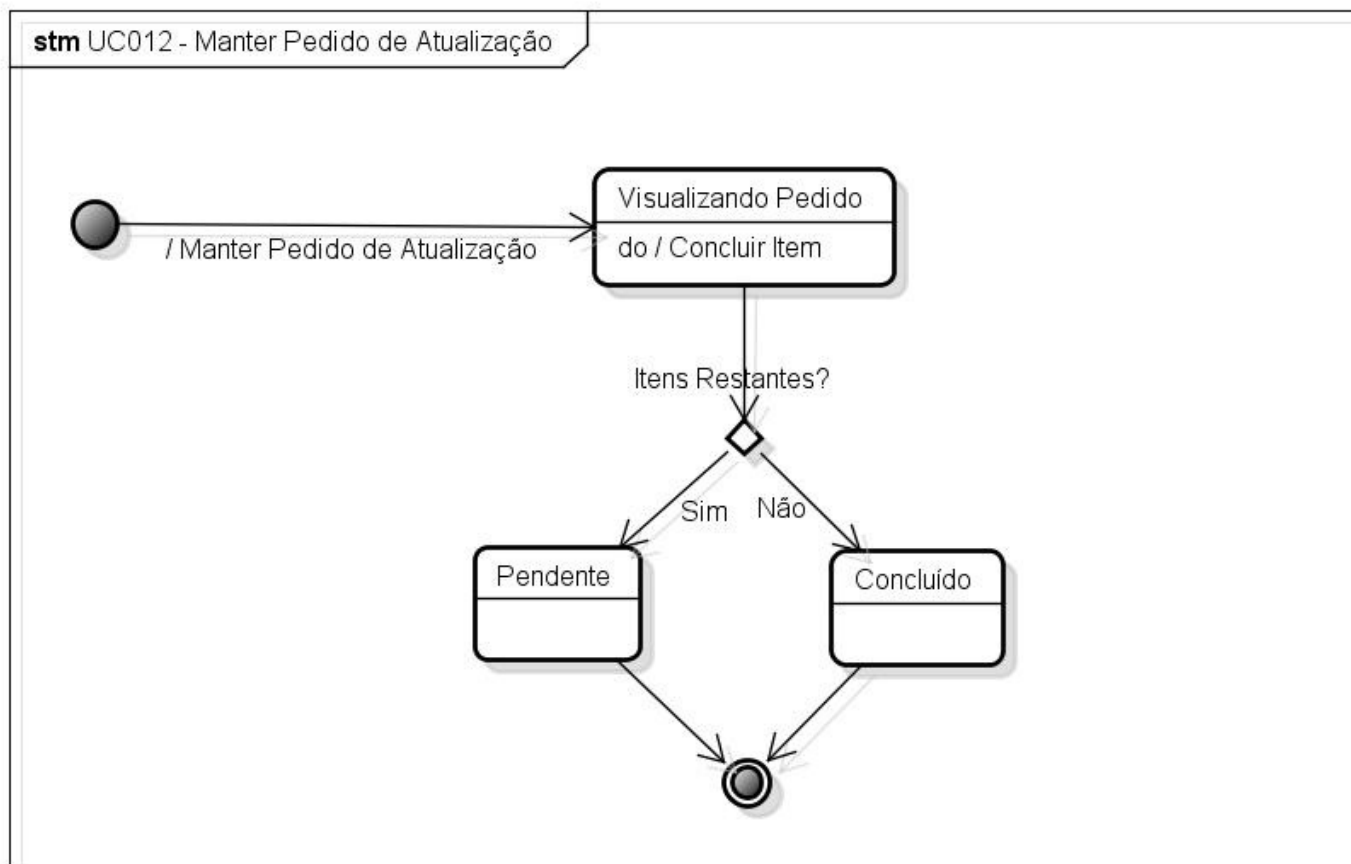 stm UC012 - Manter Pedido de Atualização
Visualizando Pedido
/ Manter Pedido de Atualização
do / Concluir Item
Itens Restantes?
Sim
Não
Pendente
Concluído